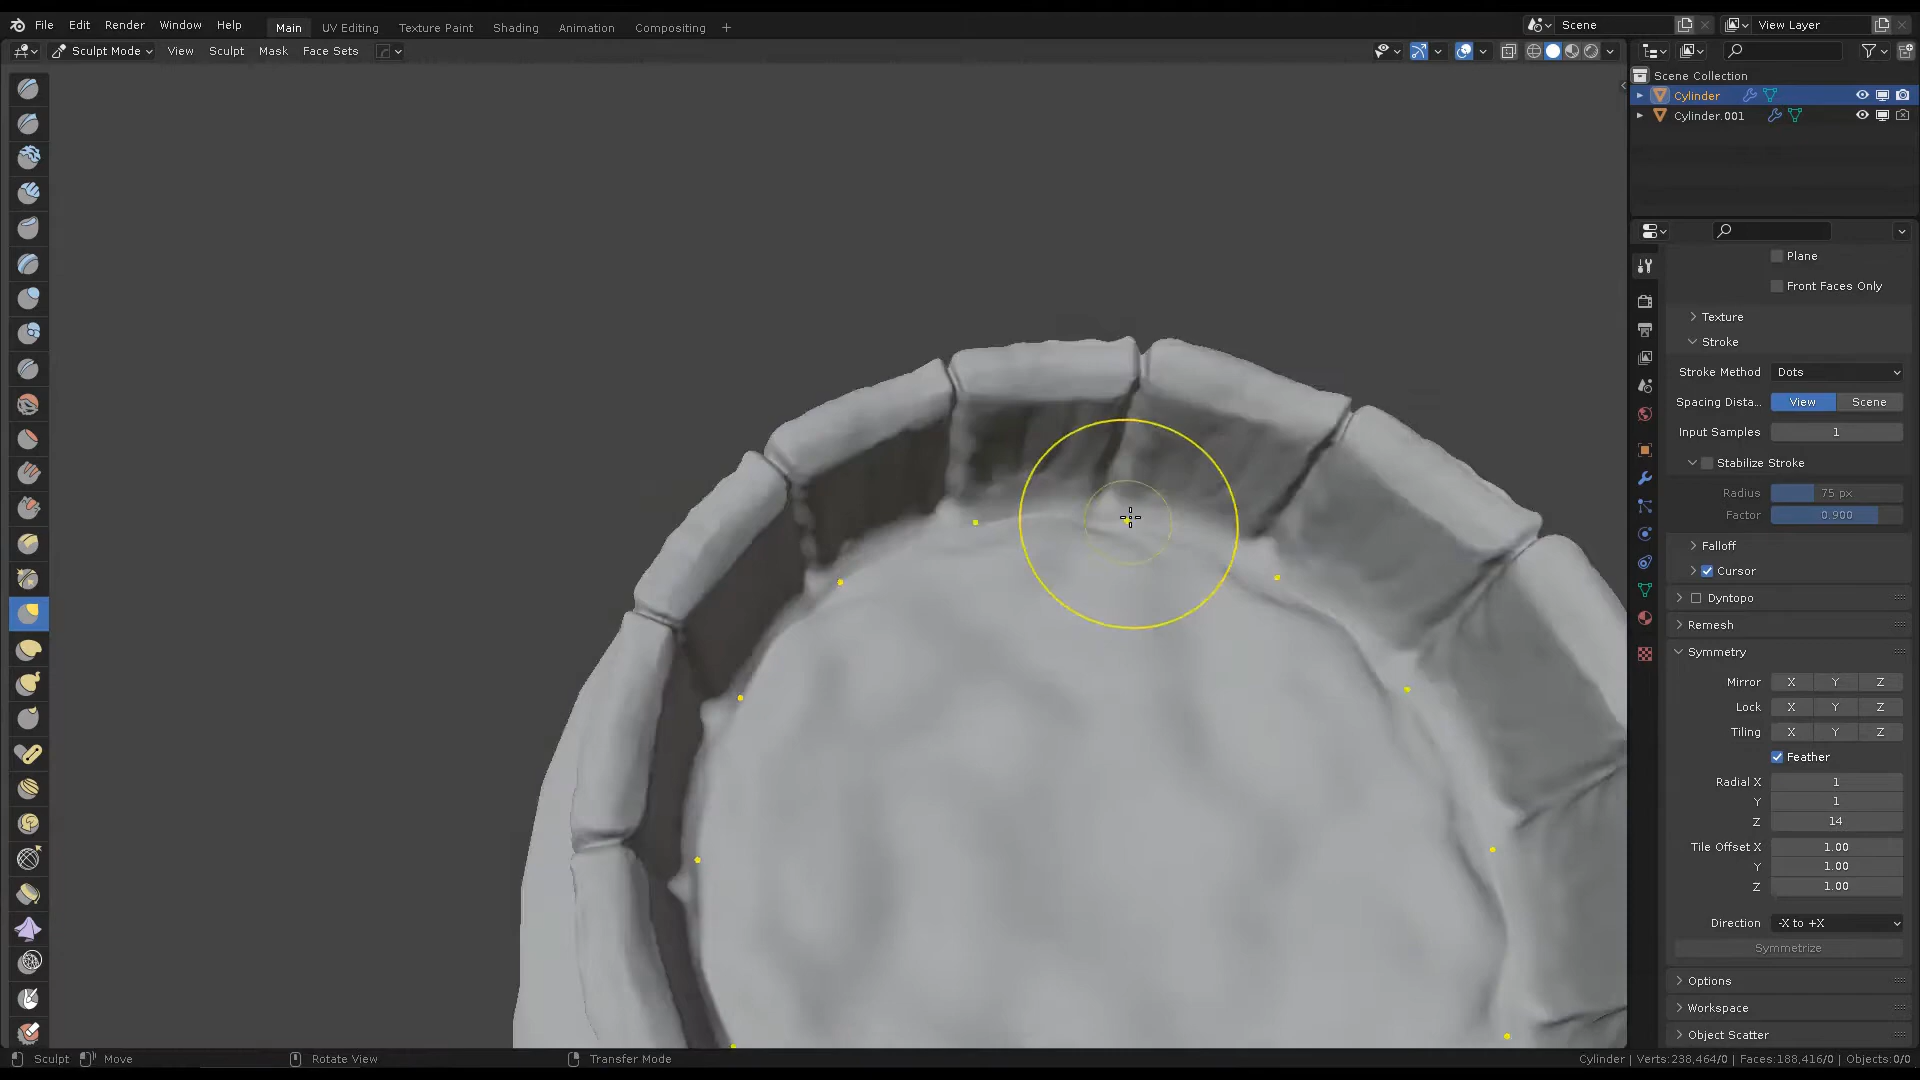 File Edit Render Window Help Main UV Editing Texture Paint Shading Animation Compositing + Scene View Layer
Sculpt Mode View Sculpt Mask Face Sets
Scene Collection
Cylinder
Cylinder.001
Plane
Front Faces Only
Texture
Stroke
Stroke Method Dots
Spacing Dista... View Scene
Input Samples 1
Stabilize Stroke
Radius 75 px
Factor 0.900
Falloff
Cursor
Dyntopo
Remesh
Symmetry
Mirror X Y Z
Lock X Y Z
Tiling X Y Z
Feather
Radial X 1
Y 1
Z 14
Tile Offset X 1.00
Y 1.00
Z 1.00
Direction -X to +X
Symmetrize
Options
Workspace
Object Scatter
Sculpt Move Rotate View Transfer Mode Cylinder | Verts:238,464/0 | Faces:188,416/0 | Objects:0/0